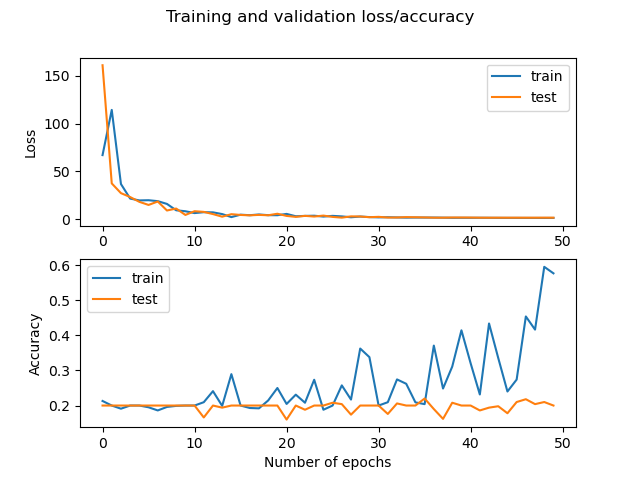 Training and validation loss/accuracy
150
100
50
0
Loss
train
test
0 10 20 30 40 50
0.6
0.5
0.4
0.3
0.2
Accuracy
train
test
0 10 20 30 40 50
Number of epochs